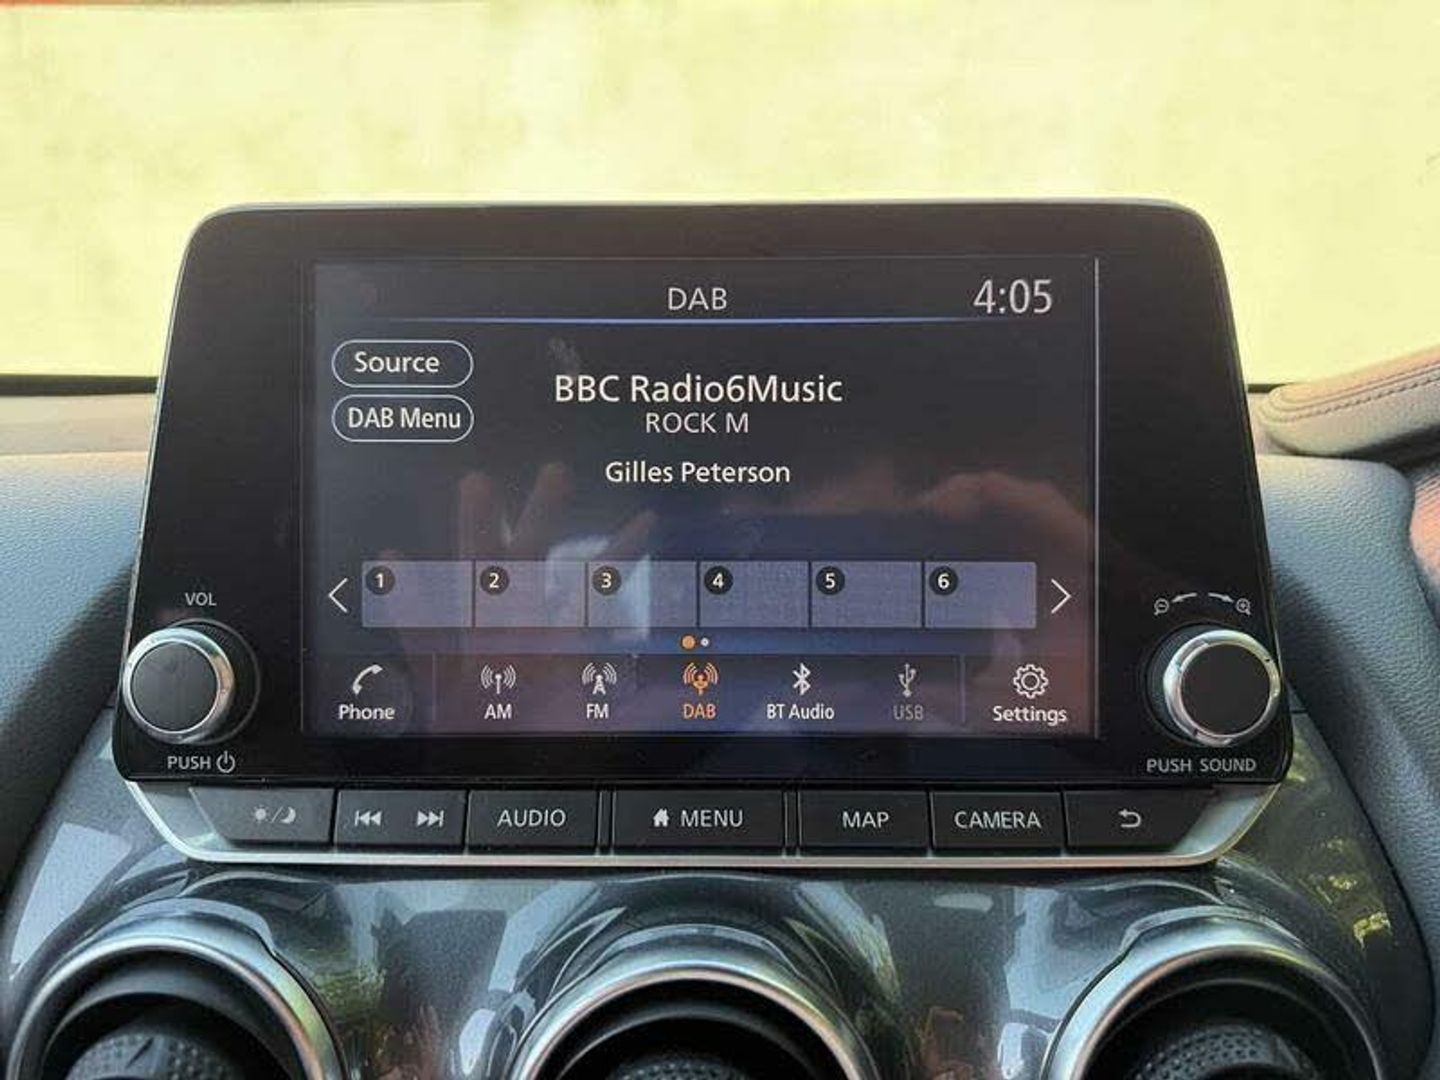 DAB
4:05
Source
DAB Menu
BBC Radio6Music
ROCK M
Gilles Peterson
1 2 3 4 5 6
VOL
Phone AM FM DAB BT Audio USB Settings
PUSH
PUSH SOUND
AUDIO MENU MAP CAMERA